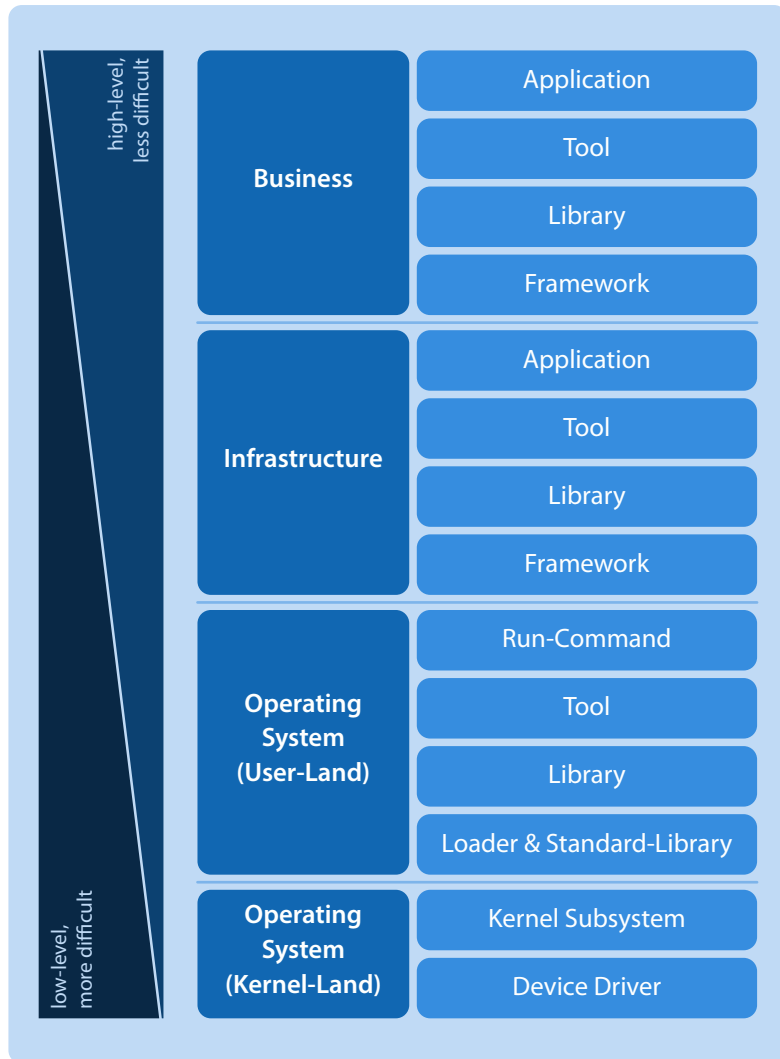 high-level,
less difficult
Business
Application
Tool
Library
Framework
Infrastructure
Application
Tool
Library
Framework
Operating
System
(User-Land)
Run-Command
Tool
Library
Loader & Standard-Library
low-level,
more difficult
Operating
System
(Kernel-Land)
Kernel Subsystem
Device Driver